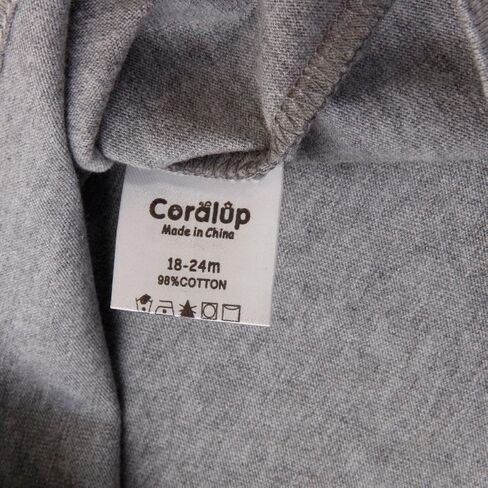 Coralup
Made in China
18-24m
98%COTTON